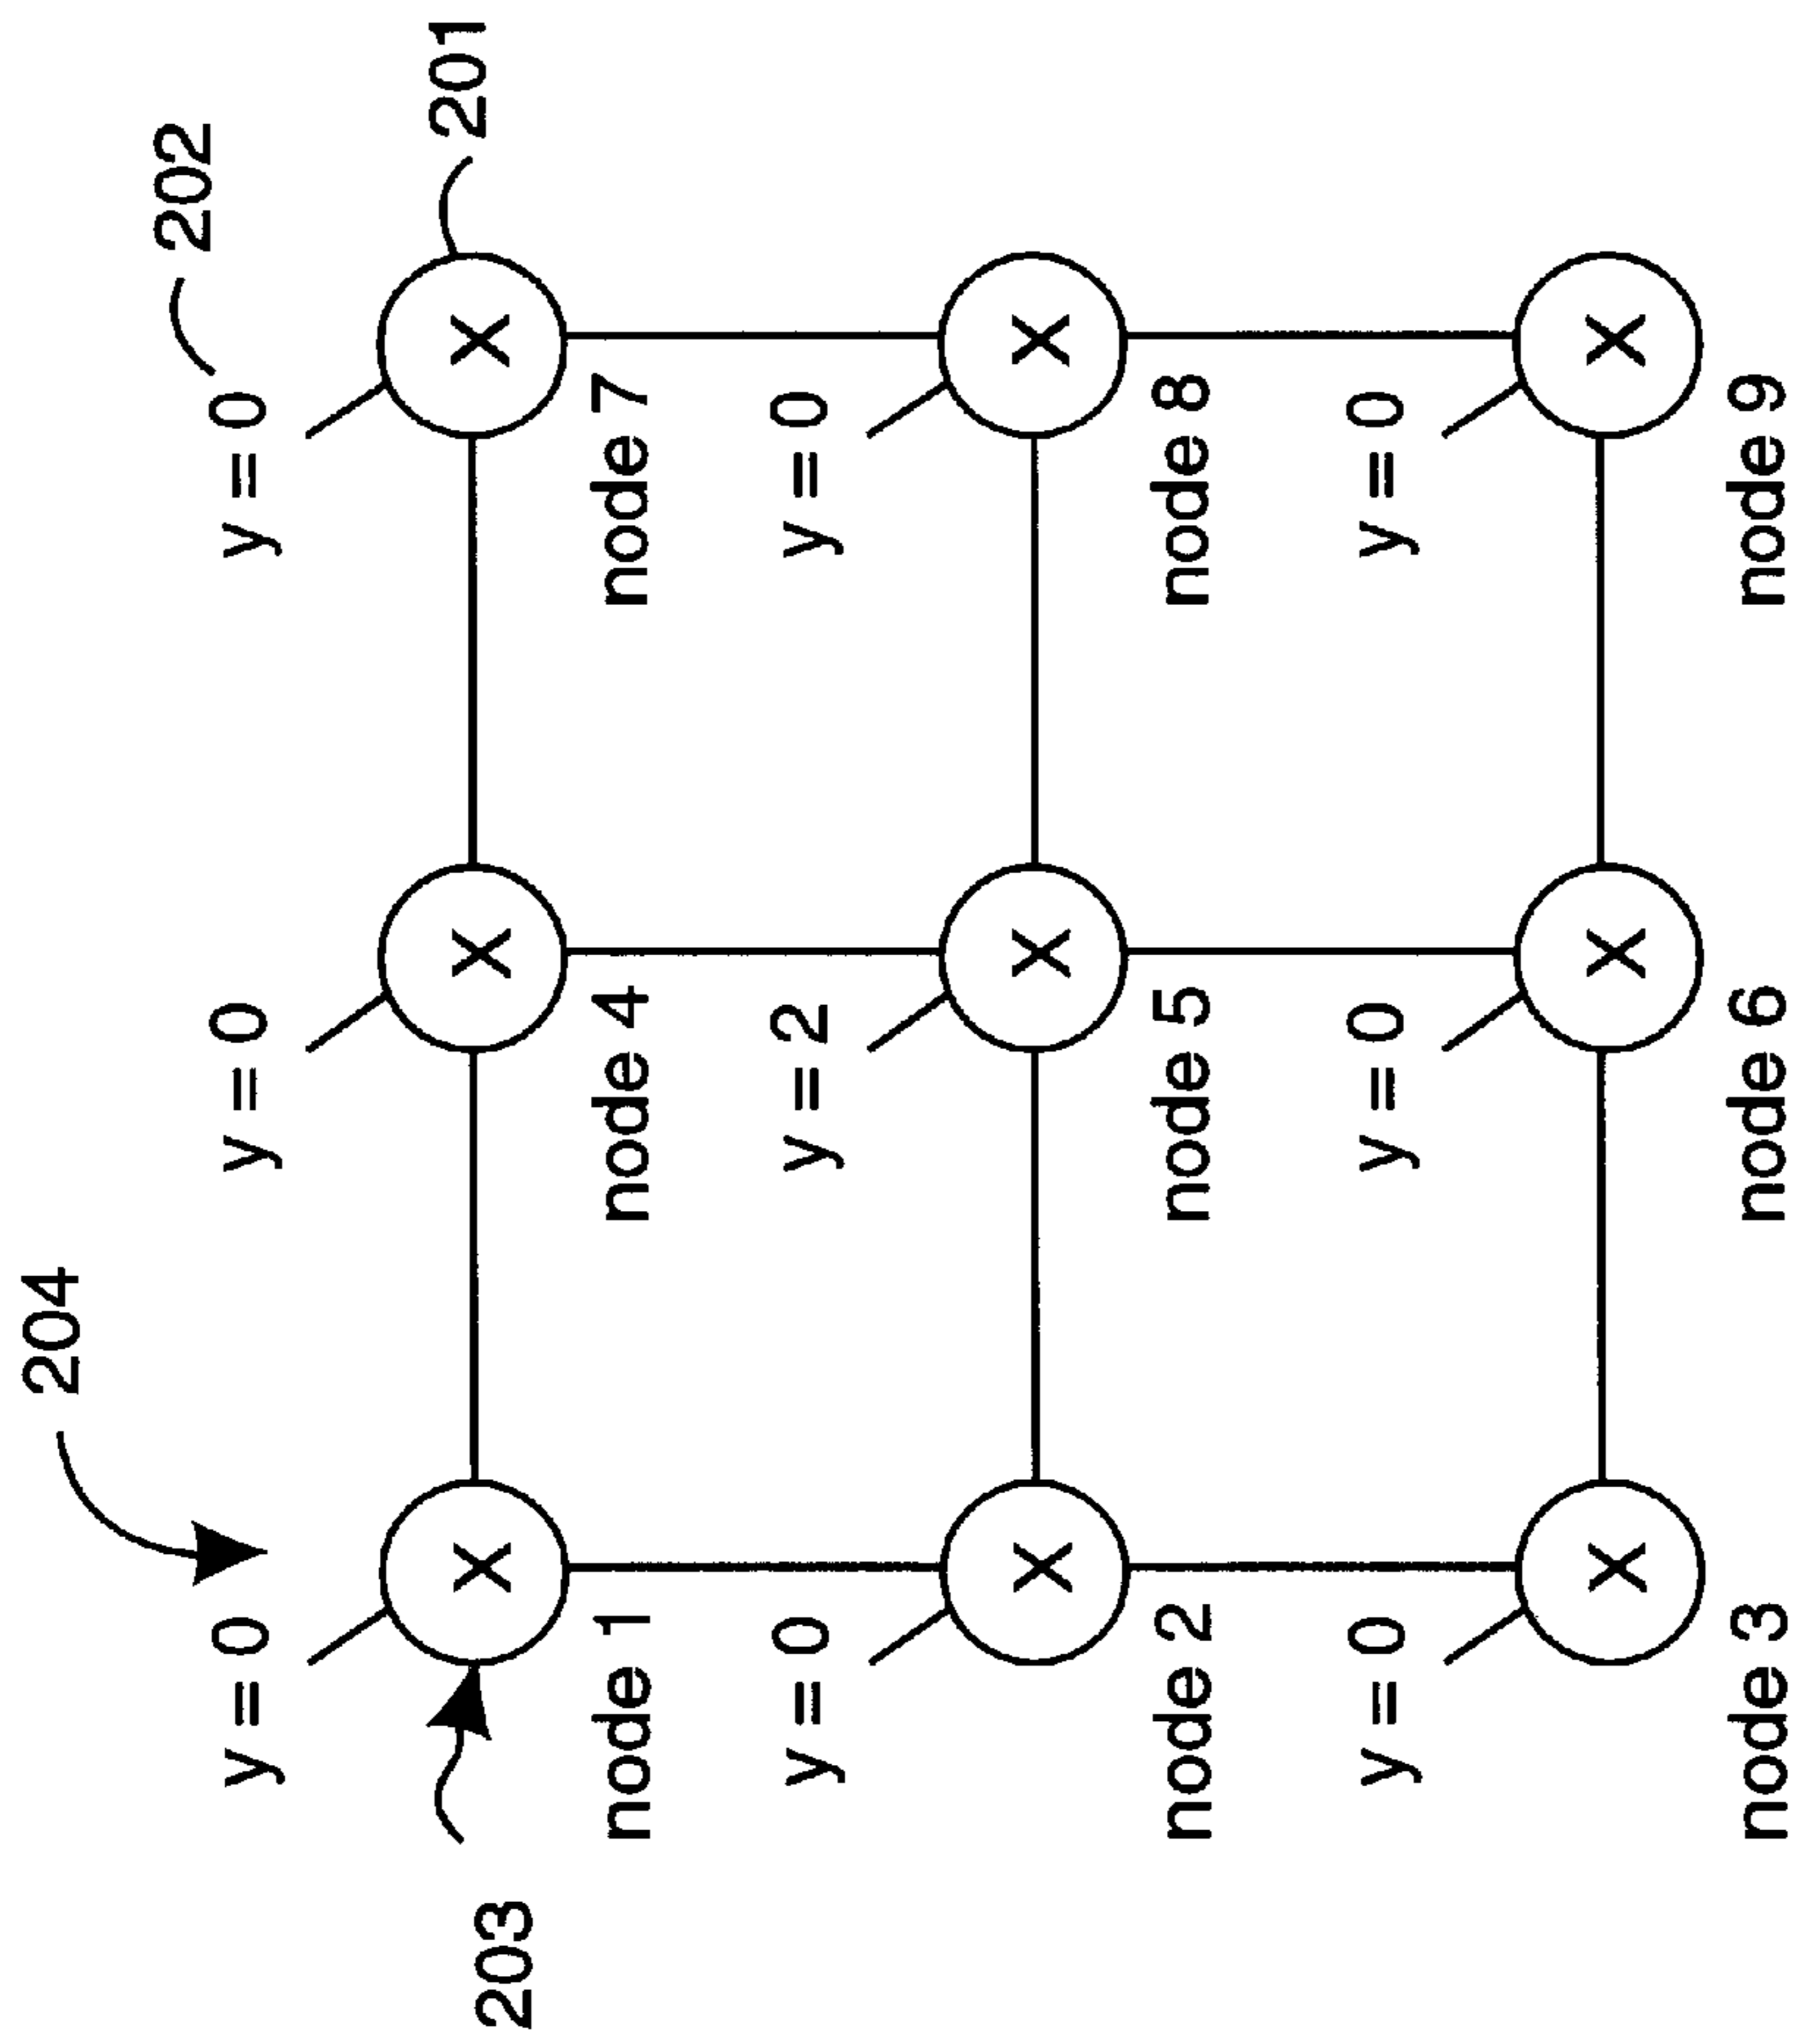 204
202
y = 0 y = 0 y = 0
203 X X X 201
node 1 node 4 node 7
y = 0 y = 2 y = 0
X X X
node 2 node 5 node 8
y = 0 y = 0 y = 0
X X X
node 3 node 6 node 9